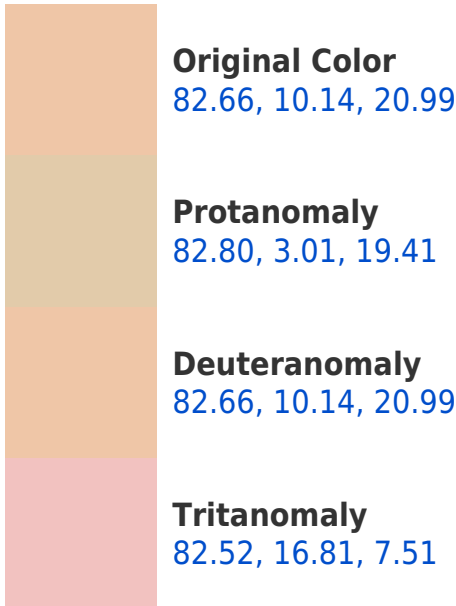 Original Color
82.66, 10.14, 20.99
Protanomaly
82.80, 3.01, 19.41
Deuteranomaly
82.66, 10.14, 20.99
Tritanomaly
82.52, 16.81, 7.51